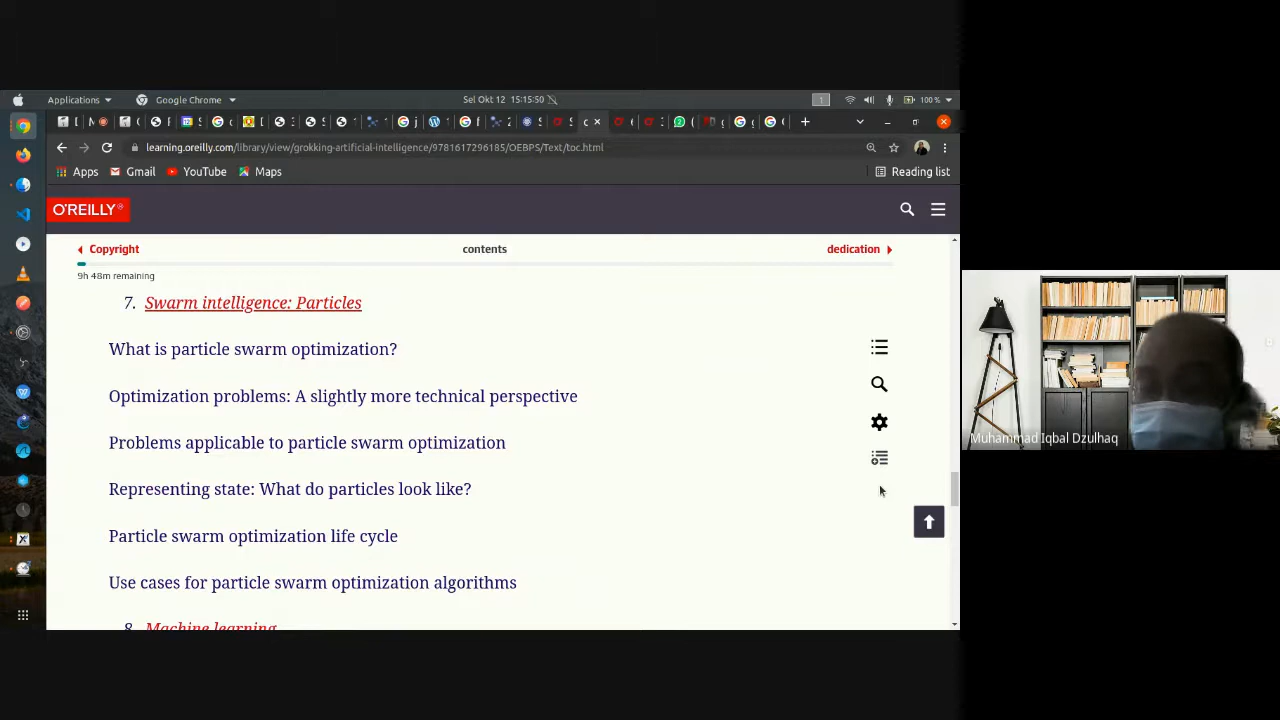 Applications
Google Chrome
Sel Okt 12 15:15:50
1
100 %
learning.oreilly.com/library/view/grokking-artificial-intelligence/9781617296185/OEBPS/Text/toc.html
Apps
Gmail
YouTube
Maps
Reading list
O'REILLY
Copyright
contents
dedication
9h 48m remaining
7. Swarm intelligence: Particles
What is particle swarm optimization?
Optimization problems: A slightly more technical perspective
Problems applicable to particle swarm optimization
Representing state: What do particles look like?
Particle swarm optimization life cycle
Use cases for particle swarm optimization algorithms
8. Machine learning
Muhammad Iqbal Dzulhaq